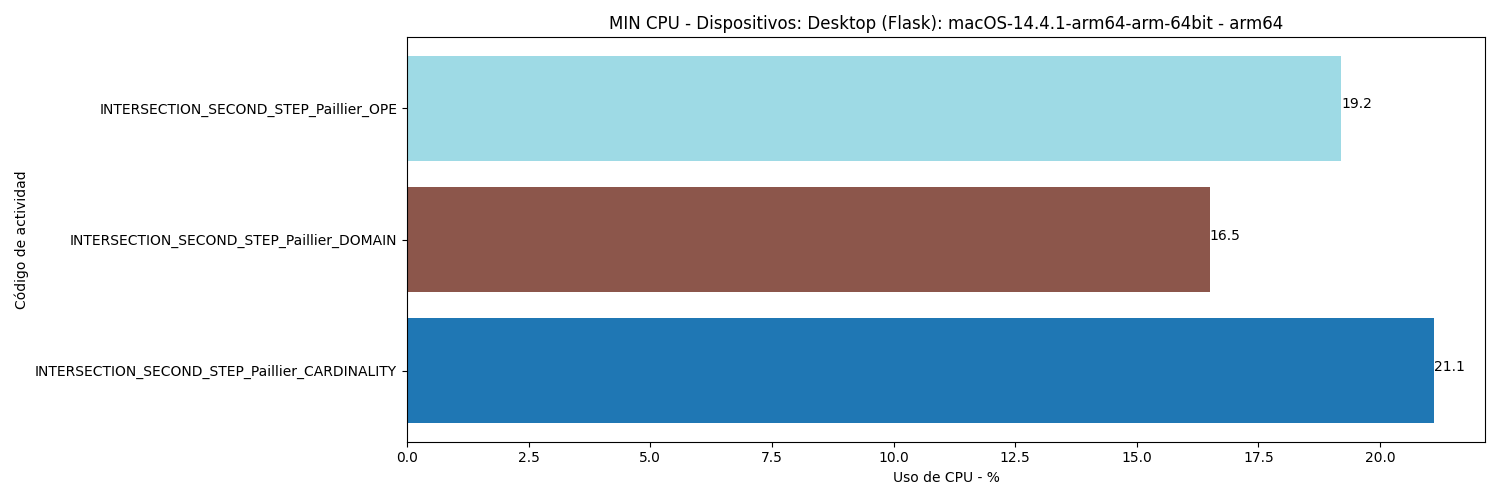 MIN CPU - Dispositivos: Desktop (Flask): macOS-14.4.1-arm64-arm-64bit - arm64
Código de actividad
INTERSECTION_SECOND_STEP_Paillier_OPE
19.2
INTERSECTION_SECOND_STEP_Paillier_DOMAIN
16.5
INTERSECTION_SECOND_STEP_Paillier_CARDINALITY
21.1
0.0 2.5 5.0 7.5 10.0 12.5 15.0 17.5 20.0
Uso de CPU - %